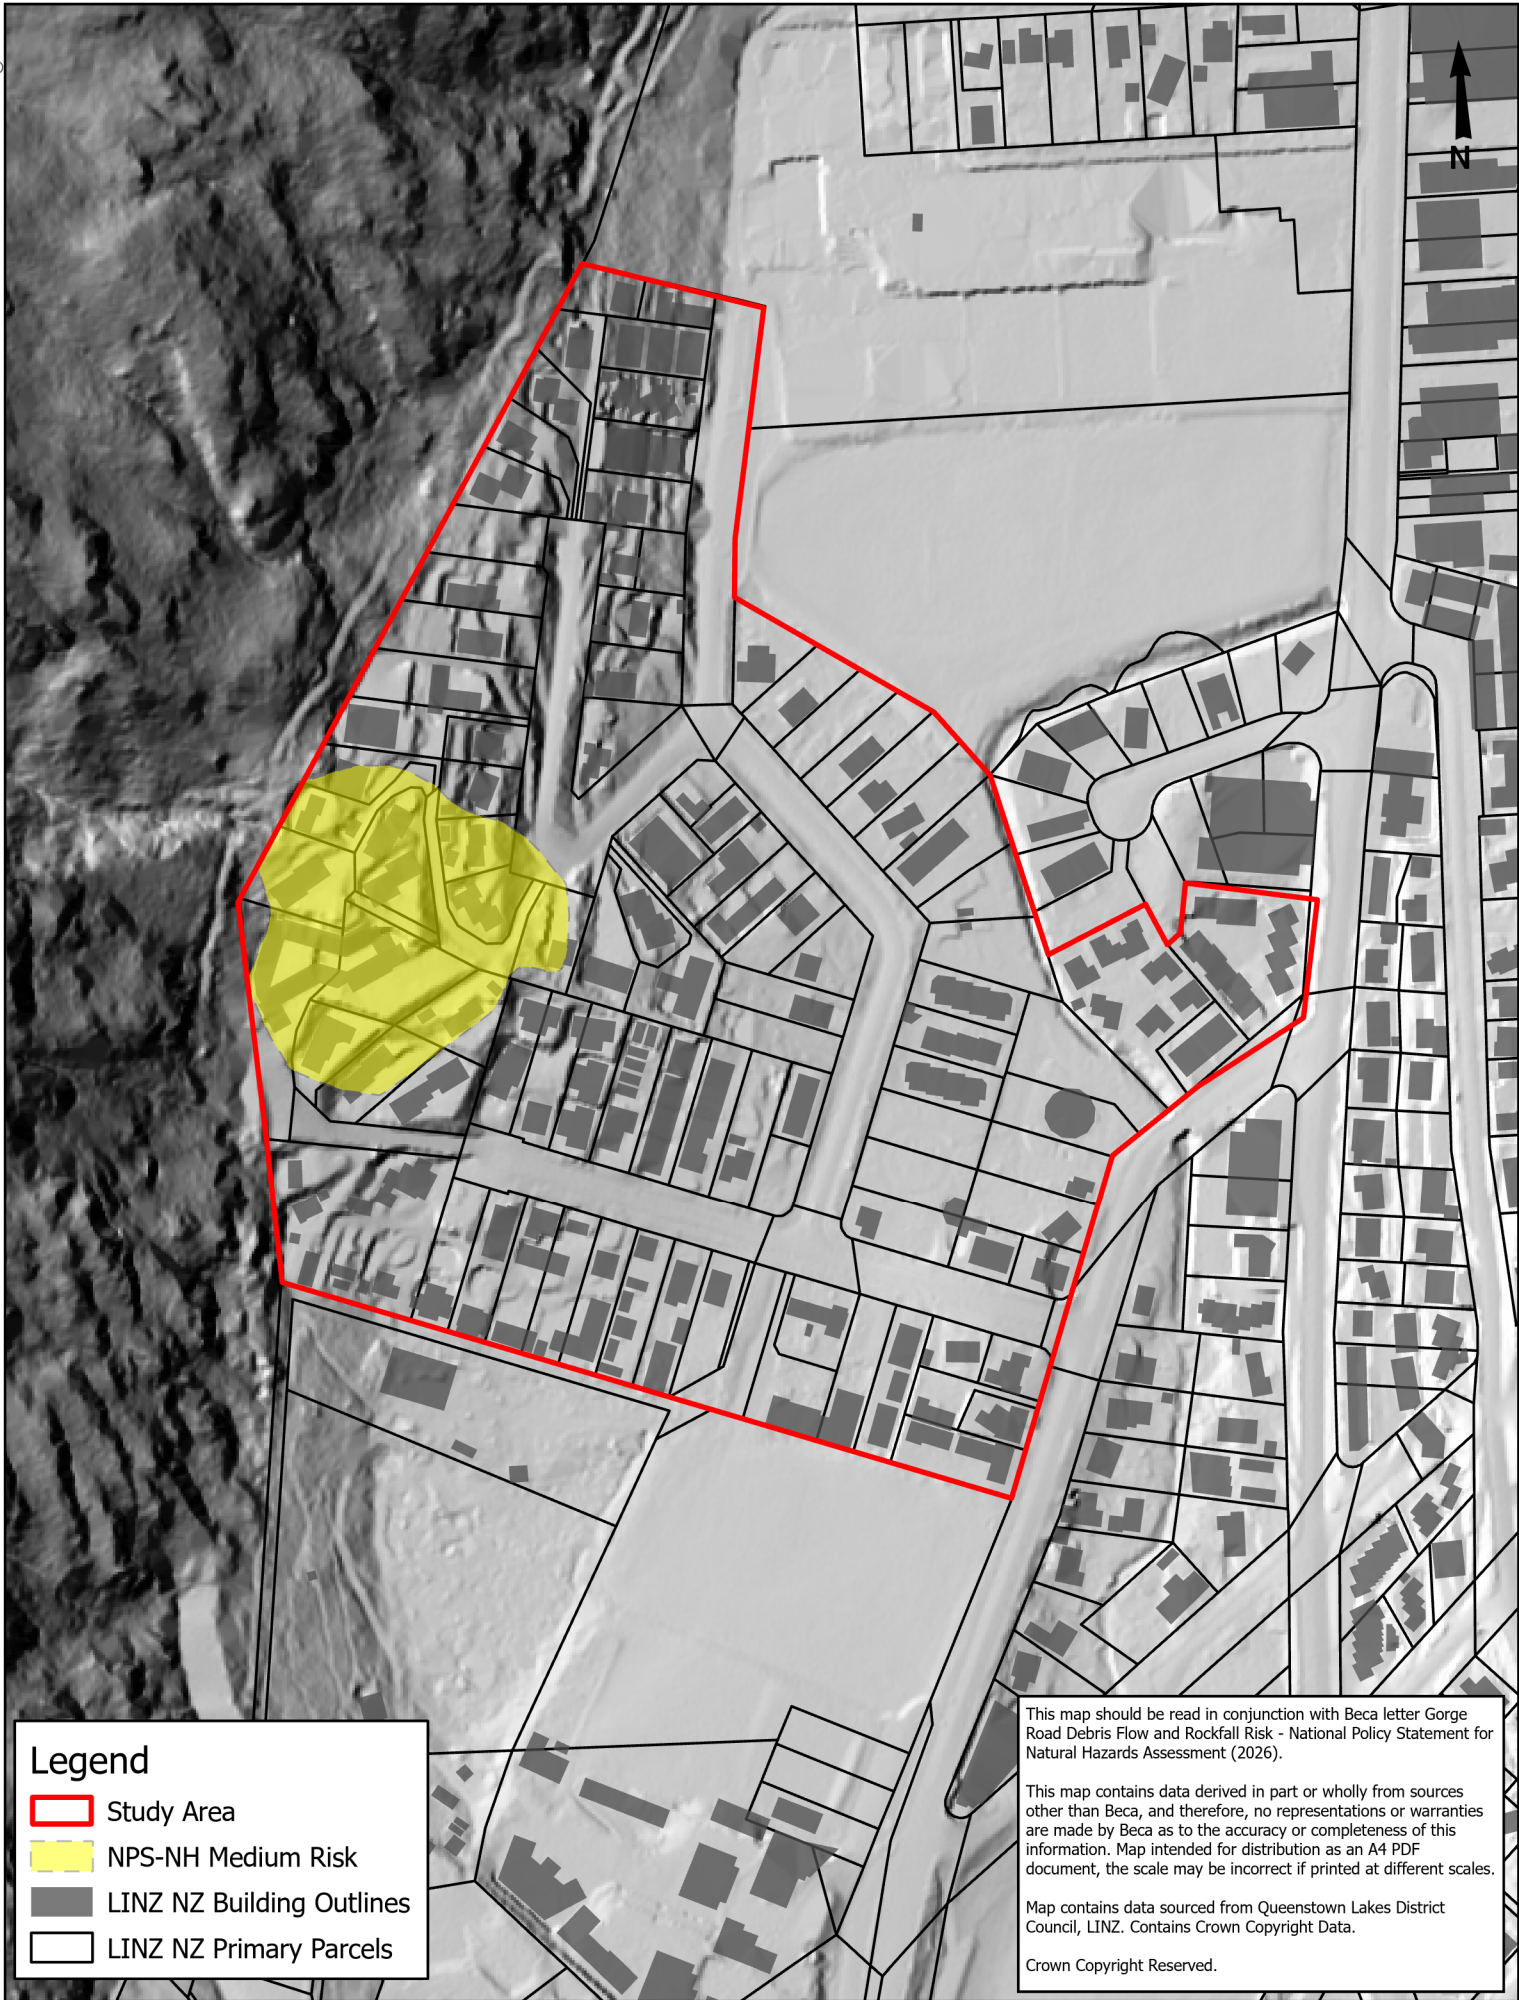 N
Legend
Study Area
NPS-NH Medium Risk
LINZ NZ Building Outlines
LINZ NZ Primary Parcels
This map should be read in conjunction with Beca letter Gorge
Road Debris Flow and Rockfall Risk - National Policy Statement for
Natural Hazards Assessment (2026).
This map contains data derived in part or wholly from sources
other than Beca, and therefore, no representations or warranties
are made by Beca as to the accuracy or completeness of this
information. Map intended for distribution as an A4 PDF
document, the scale may be incorrect if printed at different scales.
Map contains data sourced from Queenstown Lakes District
Council, LINZ. Contains Crown Copyright Data.
Crown Copyright Reserved.